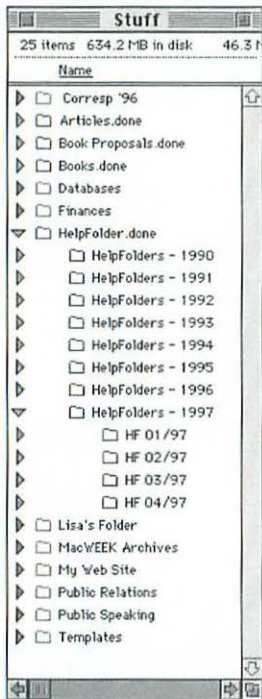 Stuff
25 items 634.2 MB in disk 46.3 M
Name
Corresp '96
Articles.done
Book Proposals.done
Books.done
Databases
Finances
HelpFolder.done
HelpFolders - 1990
HelpFolders - 1991
HelpFolders - 1992
HelpFolders - 1993
HelpFolders - 1994
HelpFolders - 1995
HelpFolders - 1996
HelpFolders - 1997
HF 01/97
HF 02/97
HF 03/97
HF 04/97
Lisa's Folder
MacWEEK Archives
My Web Site
Public Relations
Public Speaking
Templates